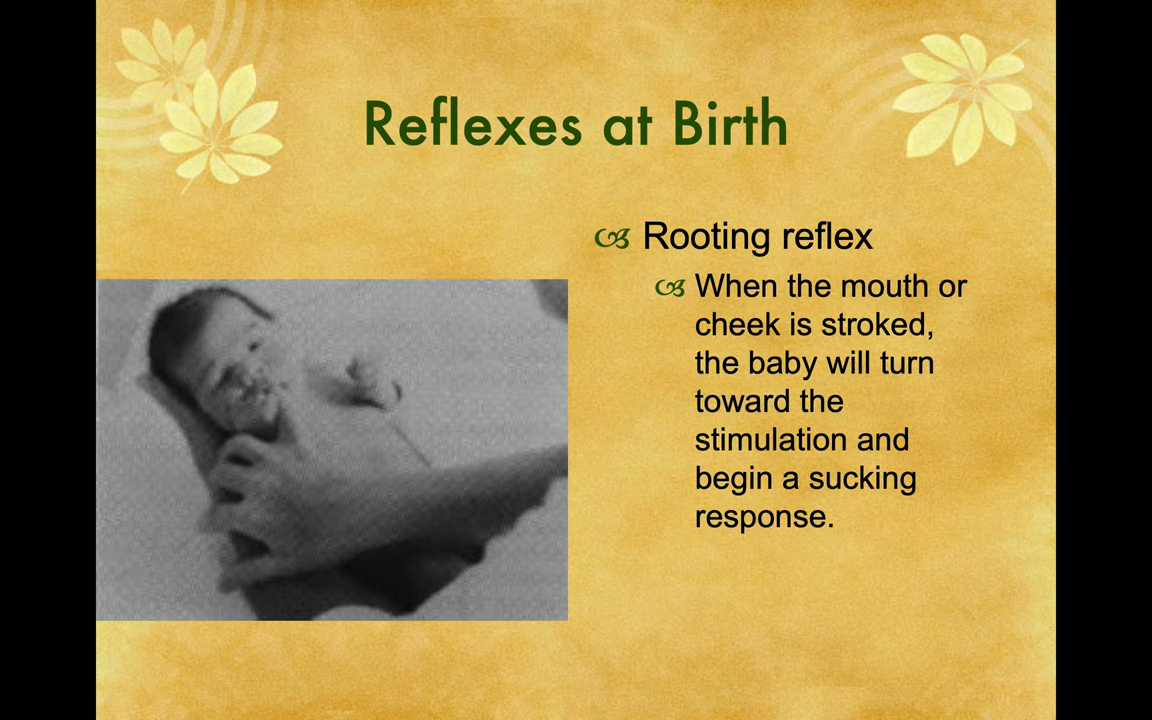 Reflexes at Birth
Rooting reflex
When the mouth or
cheek is stroked,
the baby will turn
toward the
stimulation and
begin a sucking
response.